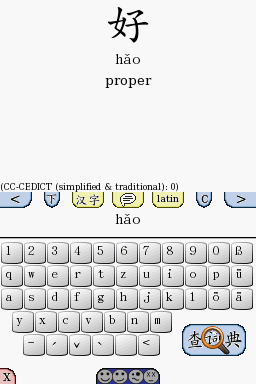 好
hǎo
proper
(CC-CEDICT (simplified & traditional): 0)
< 下 汉字 latin C >
hǎo
1 2 3 4 5 6 7 8 9 0 ß
q w e r t z u i o p ü
a s d f g h j k l ö ä
y x c v b n m
- ˊ ˇ ˋ <
查词典
X